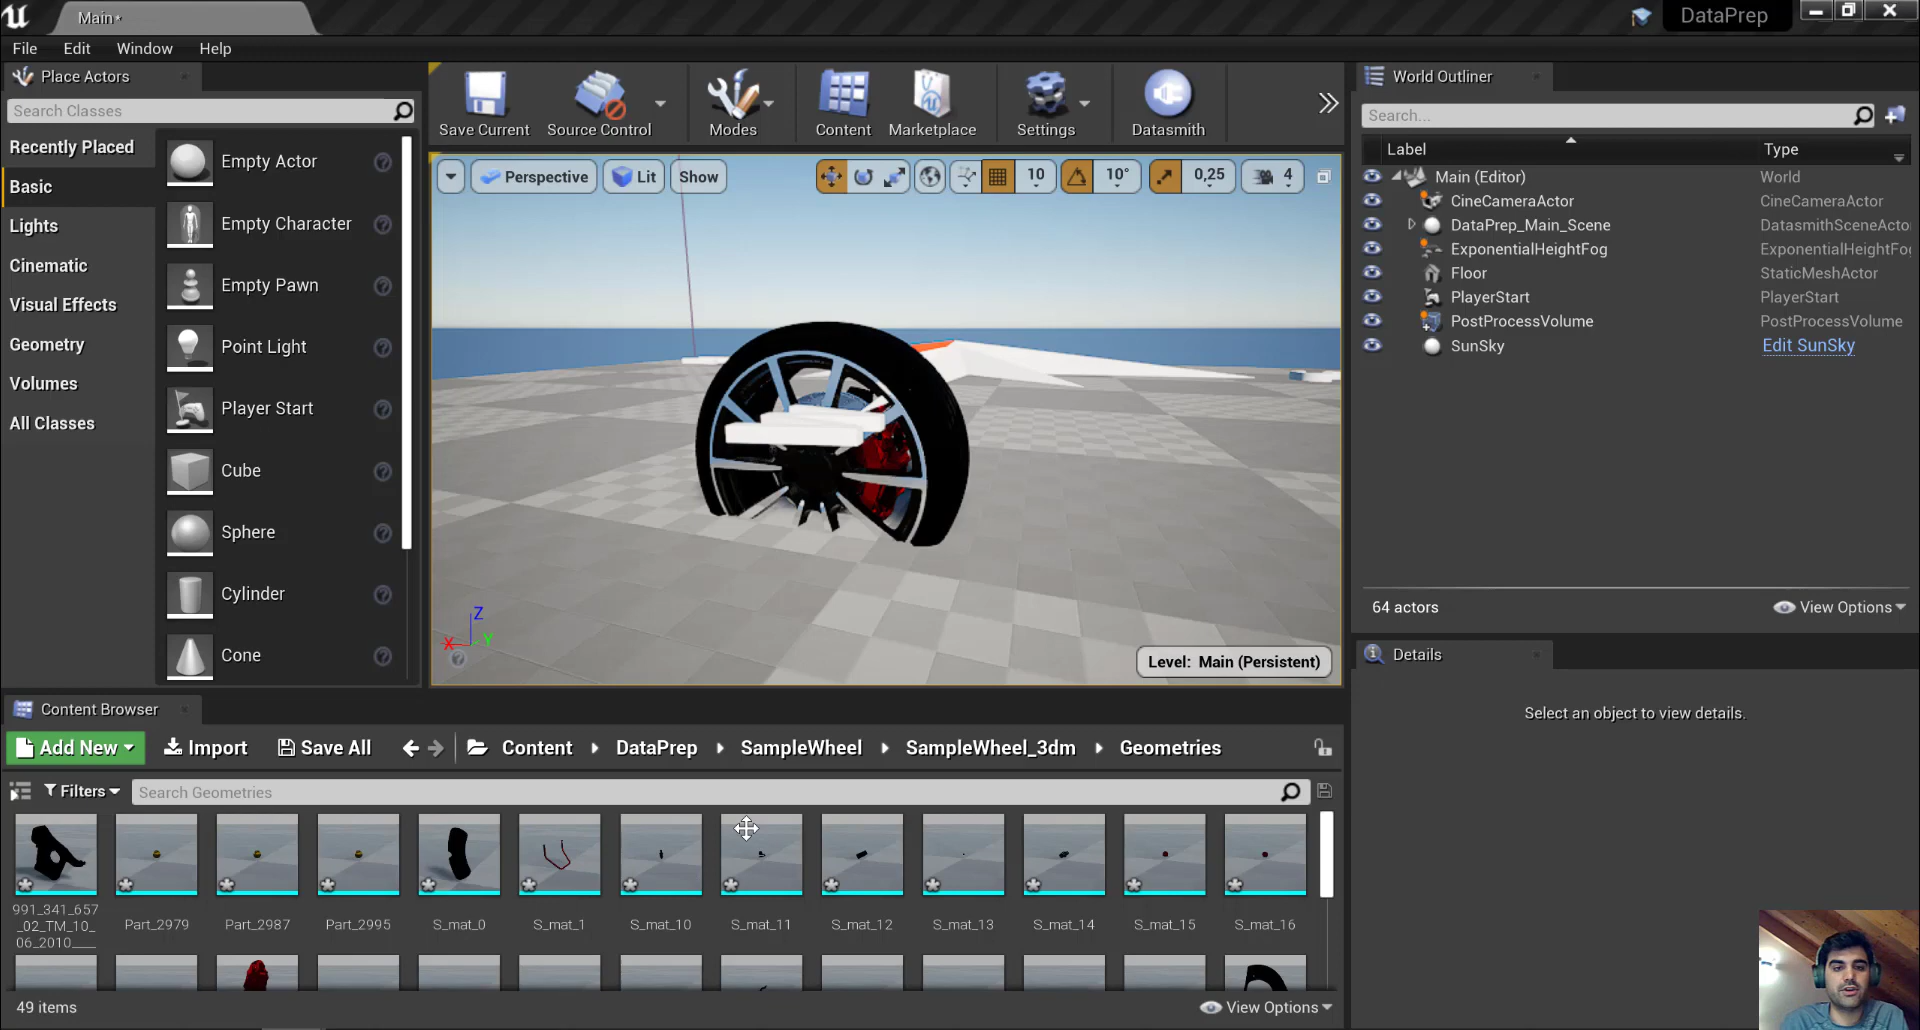 Main*
DataPrep
File Edit Window Help
Place Actors
Search Classes
Recently Placed
Basic
Lights
Cinematic
Visual Effects
Geometry
Volumes
All Classes
Empty Actor
Empty Character
Empty Pawn
Point Light
Player Start
Cube
Sphere
Cylinder
Cone
Save Current
Source Control
Modes
Content
Marketplace
Settings
Datasmith
Perspective
Lit
Show
10
10°
0,25
4
Z
X
Y
Level: Main (Persistent)
World Outliner
Search...
Label Type
Main (Editor) World
CineCameraActor CineCameraActor
DataPrep_Main_Scene DatasmithSceneActo
ExponentialHeightFog ExponentialHeightFog
Floor StaticMeshActor
PlayerStart PlayerStart
PostProcessVolume PostProcessVolume
SunSky Edit SunSky
64 actors
View Options
Details
Select an object to view details.
Content Browser
Add New Import Save All Content DataPrep SampleWheel SampleWheel_3dm Geometries
Filters
Search Geometries
991_341_657
_02_TM_10_
06_2010____
Part_2979
Part_2987
Part_2995
S_mat_0
S_mat_1
S_mat_10
S_mat_11
S_mat_12
S_mat_13
S_mat_14
S_mat_15
S_mat_16
49 items
View Options